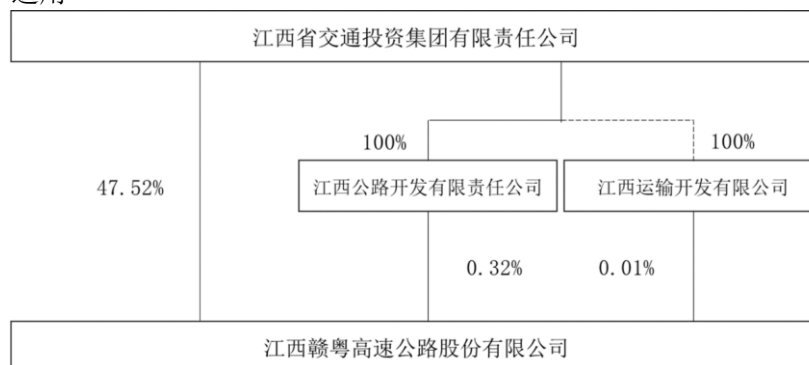 江西省交通投资集团有限责任公司
100%
100%
47.52%
江西公路开发有限责任公司
江西运输开发有限公司
0.32%
0.01%
江西赣粤高速公路股份有限公司